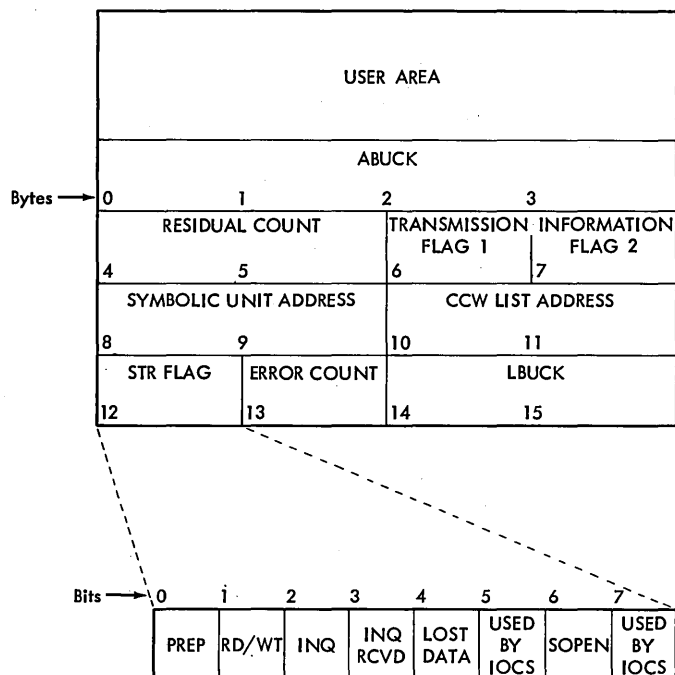 USER AREA
ABUCK
Bytes 0 1 2 3
RESIDUAL COUNT TRANSMISSION INFORMATION
FLAG 1 FLAG 2
4 5 6 7
SYMBOLIC UNIT ADDRESS CCW LIST ADDRESS
8 9 10 11
STR FLAG ERROR COUNT LBUCK
12 13 14 15
Bits 0 1 2 3 4 5 6 7
PREP RD/WT INQ INQ RCVD LOST DATA USED BY IOCS SOPEN USED BY IOCS